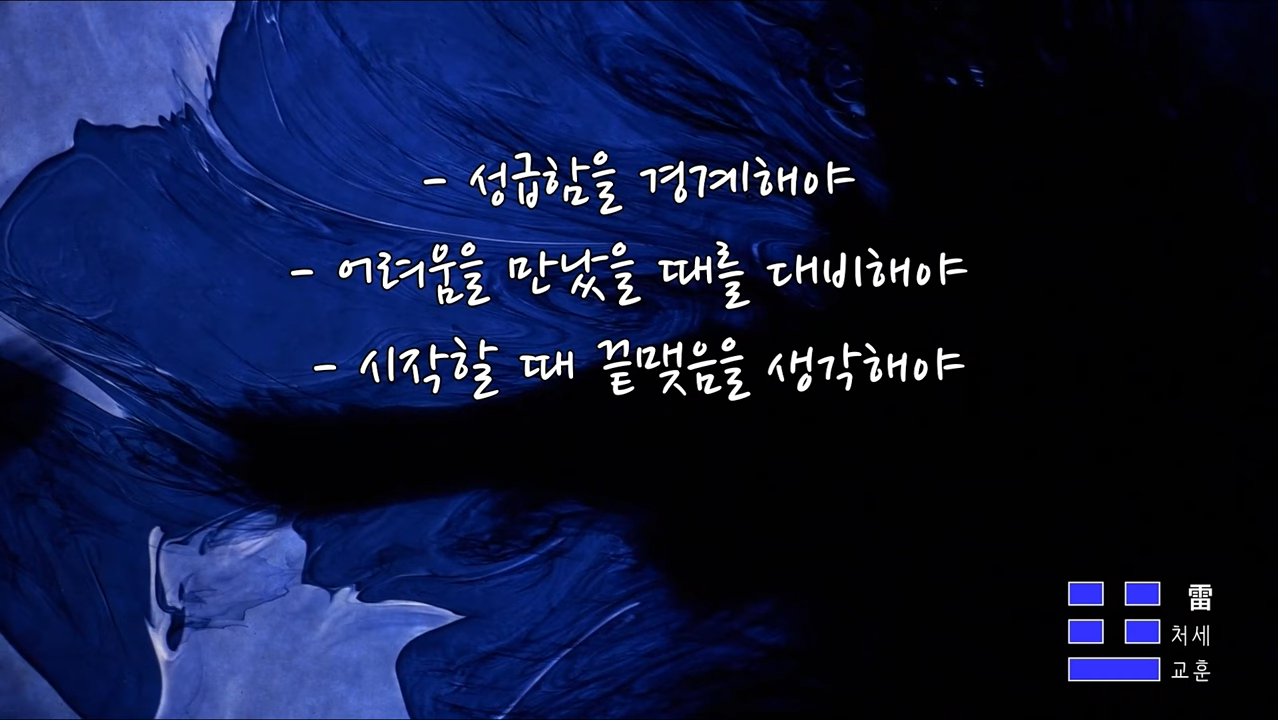 - 성급함을 경계해야
- 어려움을 만났을 때를 대비해야
- 시작할 때 끝맺음을 생각해야
雷
처세
교훈